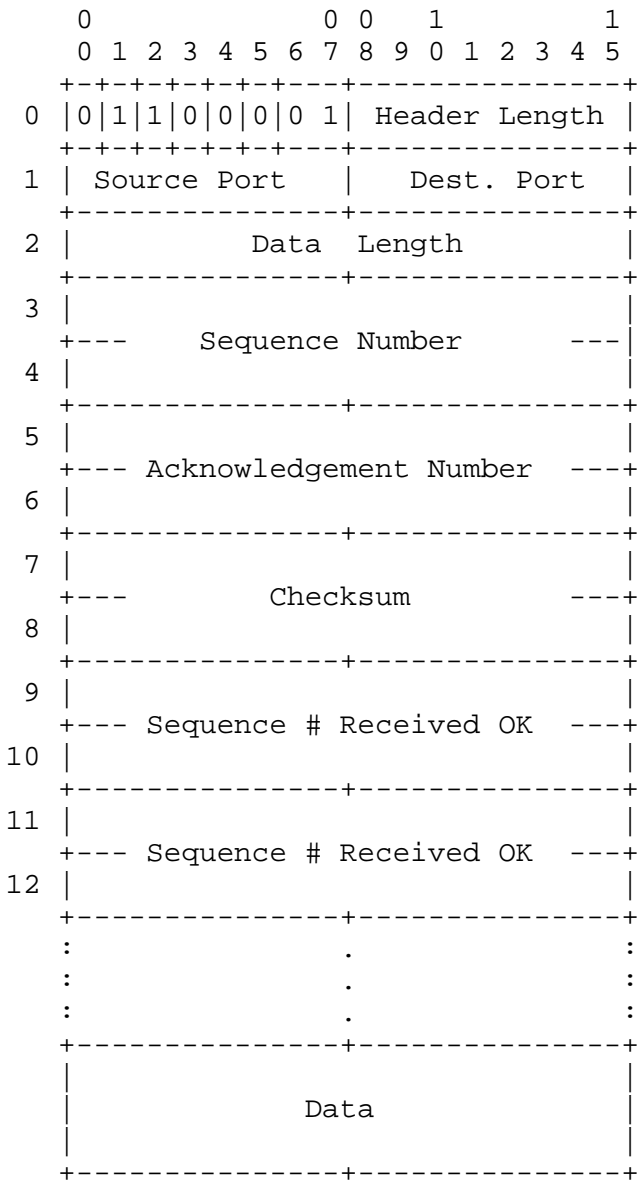 0 0 0 1 1
0 1 2 3 4 5 6 7 8 9 0 1 2 3 4 5
+-+-+-+-+-+-+---+---------------+
0 |0|1|1|0|0|0|0 1| Header Length |
+-+-+-+-+-+-+---+---------------+
1 | Source Port | Dest. Port |
+---------------+---------------+
2 | Data Length |
+---------------+---------------+
3 | |
+--- Sequence Number ---|
4 | |
+---------------+---------------+
5 | |
+--- Acknowledgement Number ---+
6 | |
+---------------+---------------+
7 | |
+--- Checksum ---+
8 | |
+---------------+---------------+
9 | |
+--- Sequence # Received OK ---+
10 | |
+---------------+---------------+
11 | |
+--- Sequence # Received OK ---+
12 | |
+---------------+---------------+
: . :
: . :
: . :
+---------------+---------------+
| |
| Data |
| |
+---------------+---------------+